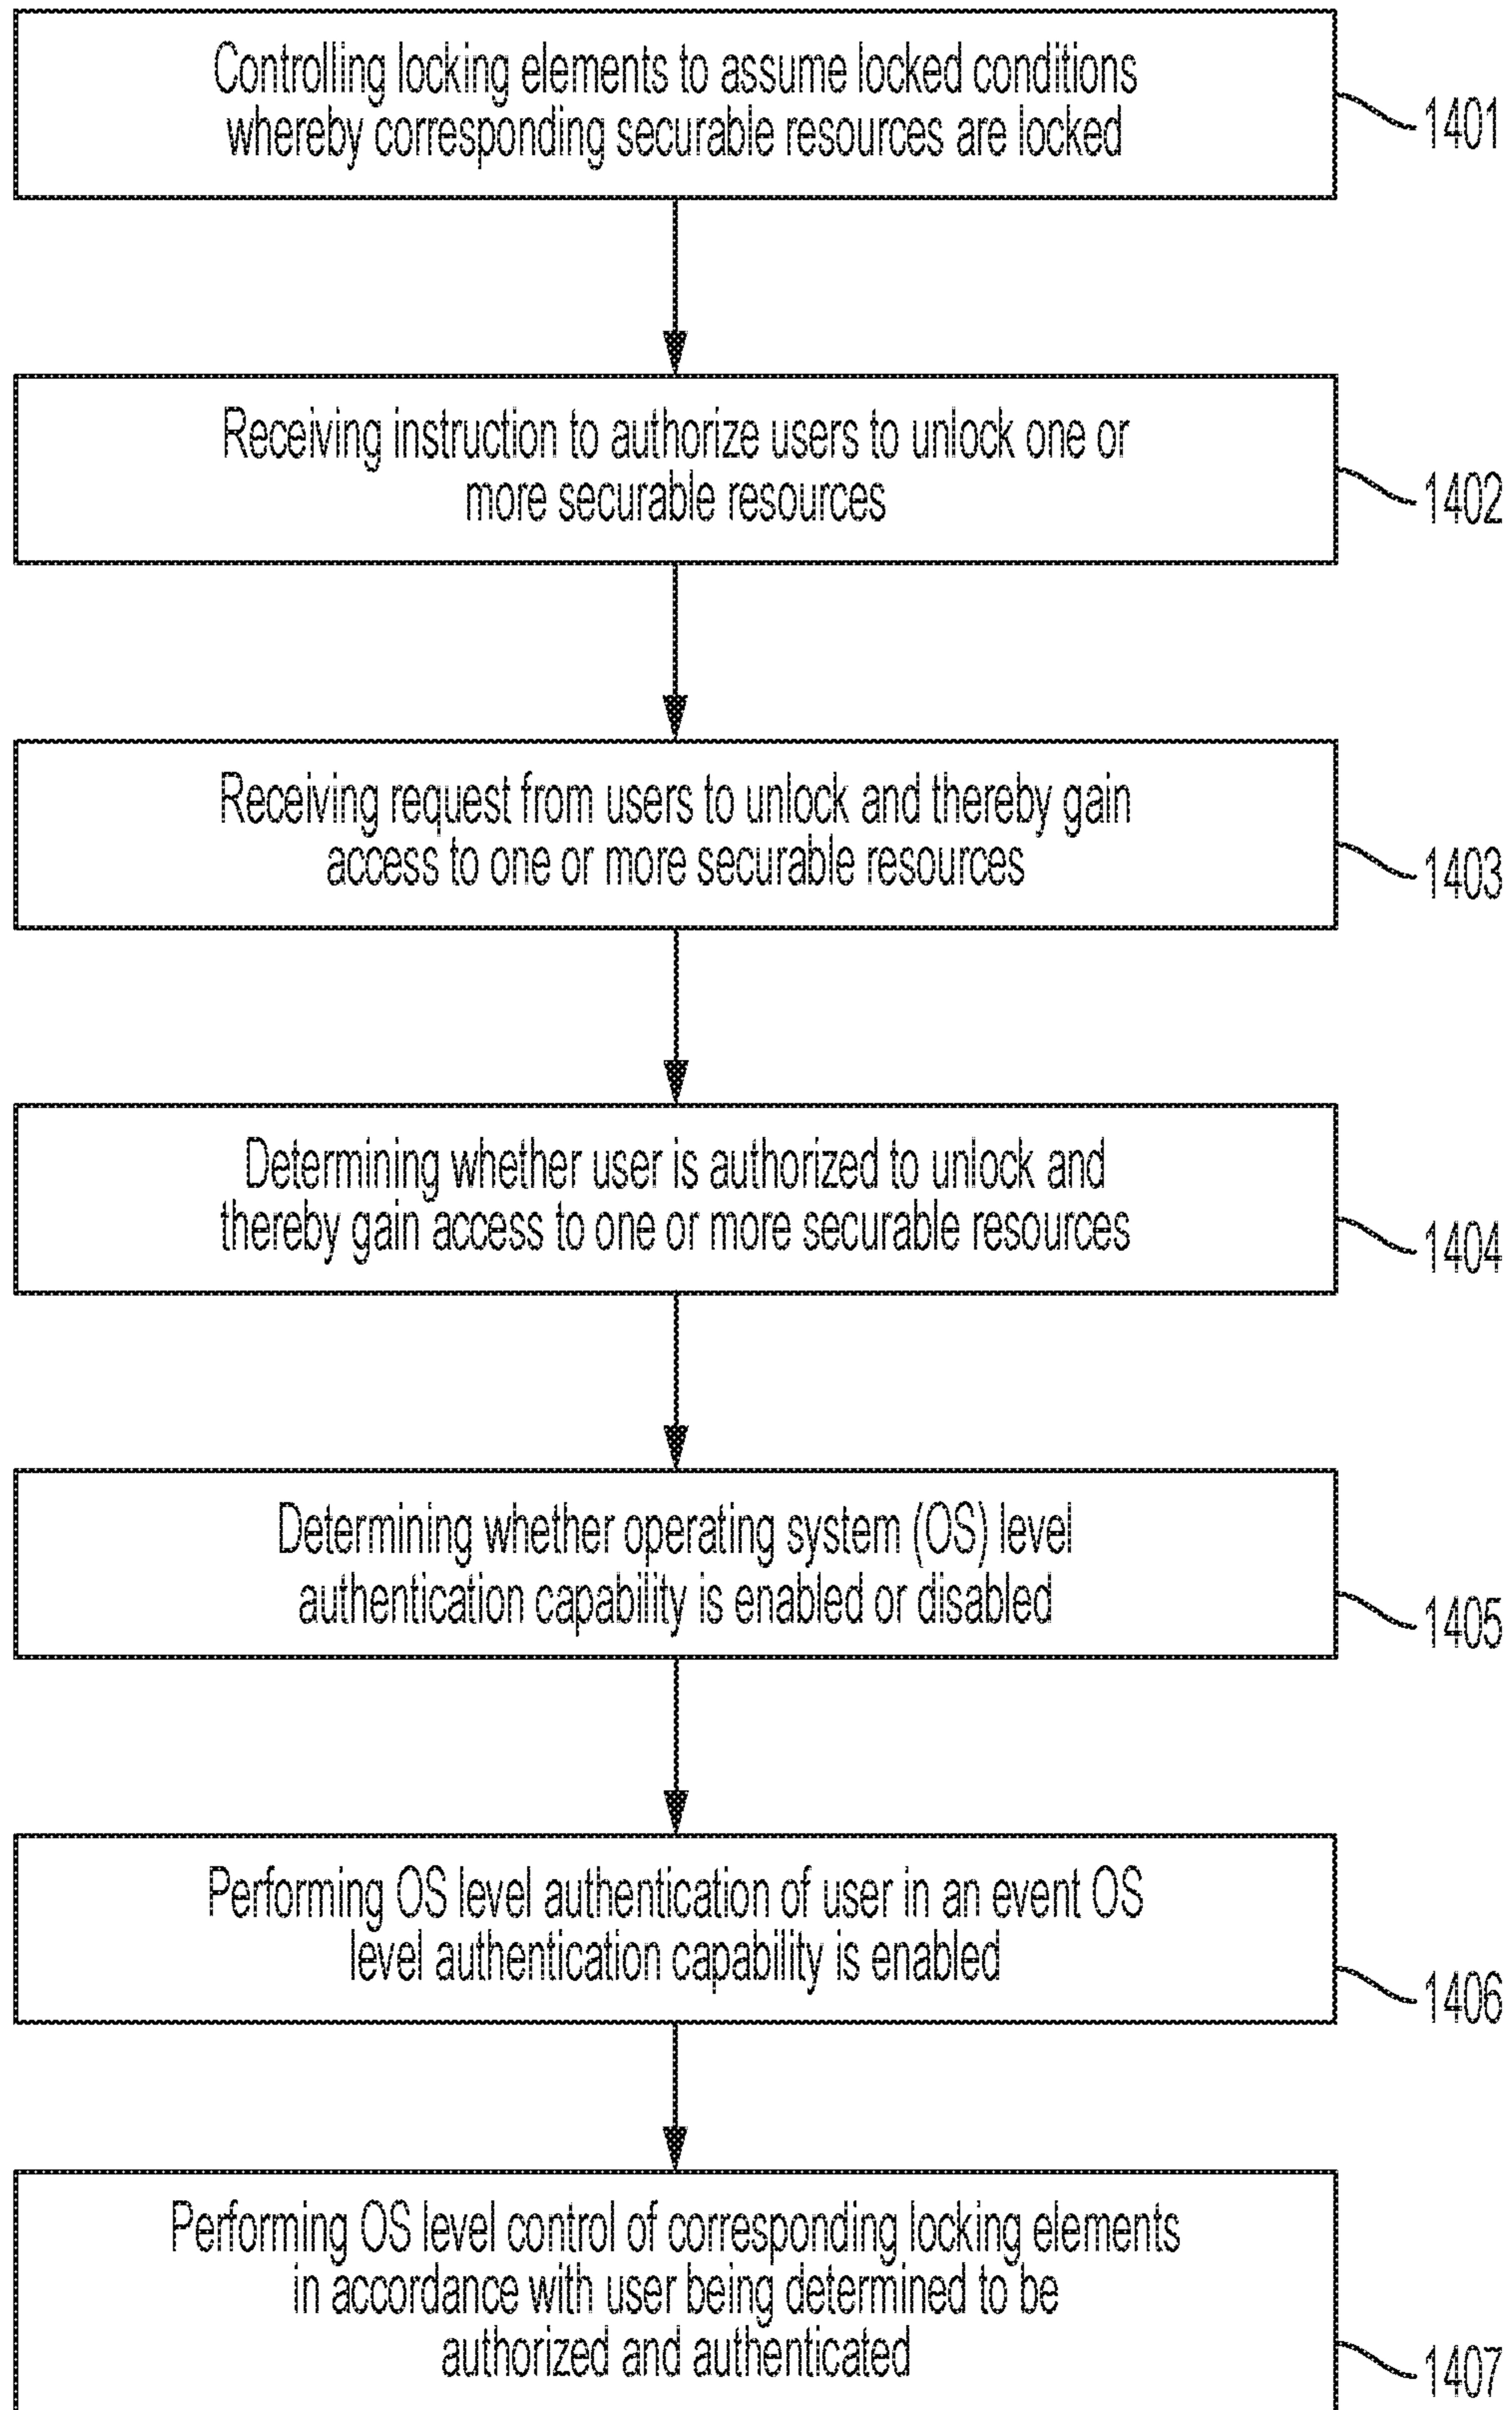 Controlling locking elements to assume locked conditions
whereby corresponding securable resources are locked
1401
Receiving instruction to authorize users to unlock one or
more securable resources
1402
Receiving request from users to unlock and thereby gain
access to one or more securable resources
1403
Determining whether user is authorized to unlock and
thereby gain access to one or more securable resources
1404
Determining whether operating system (OS) level
authentication capability is enabled or disabled
1405
Performing OS level authentication of user in an event OS
level authentication capability is enabled
1406
Performing OS level control of corresponding locking elements
in accordance with user being determined to be
authorized and authenticated
1407